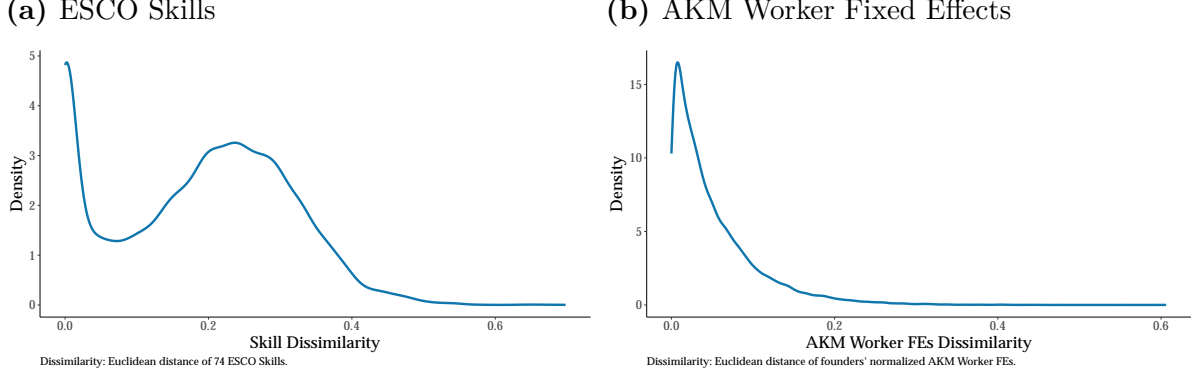 (a) ESCO Skills
5
4
3
2
1
0
Density
0.0 0.2 0.4 0.6
Skill Dissimilarity
Dissimilarity: Euclidean distance of 74 ESCO Skills.
(b) AKM Worker Fixed Effects
15
10
5
0
Density
0.0 0.2 0.4 0.6
AKM Worker FEs Dissimilarity
Dissimilarity: Euclidean distance of founders' normalized AKM Worker FEs.